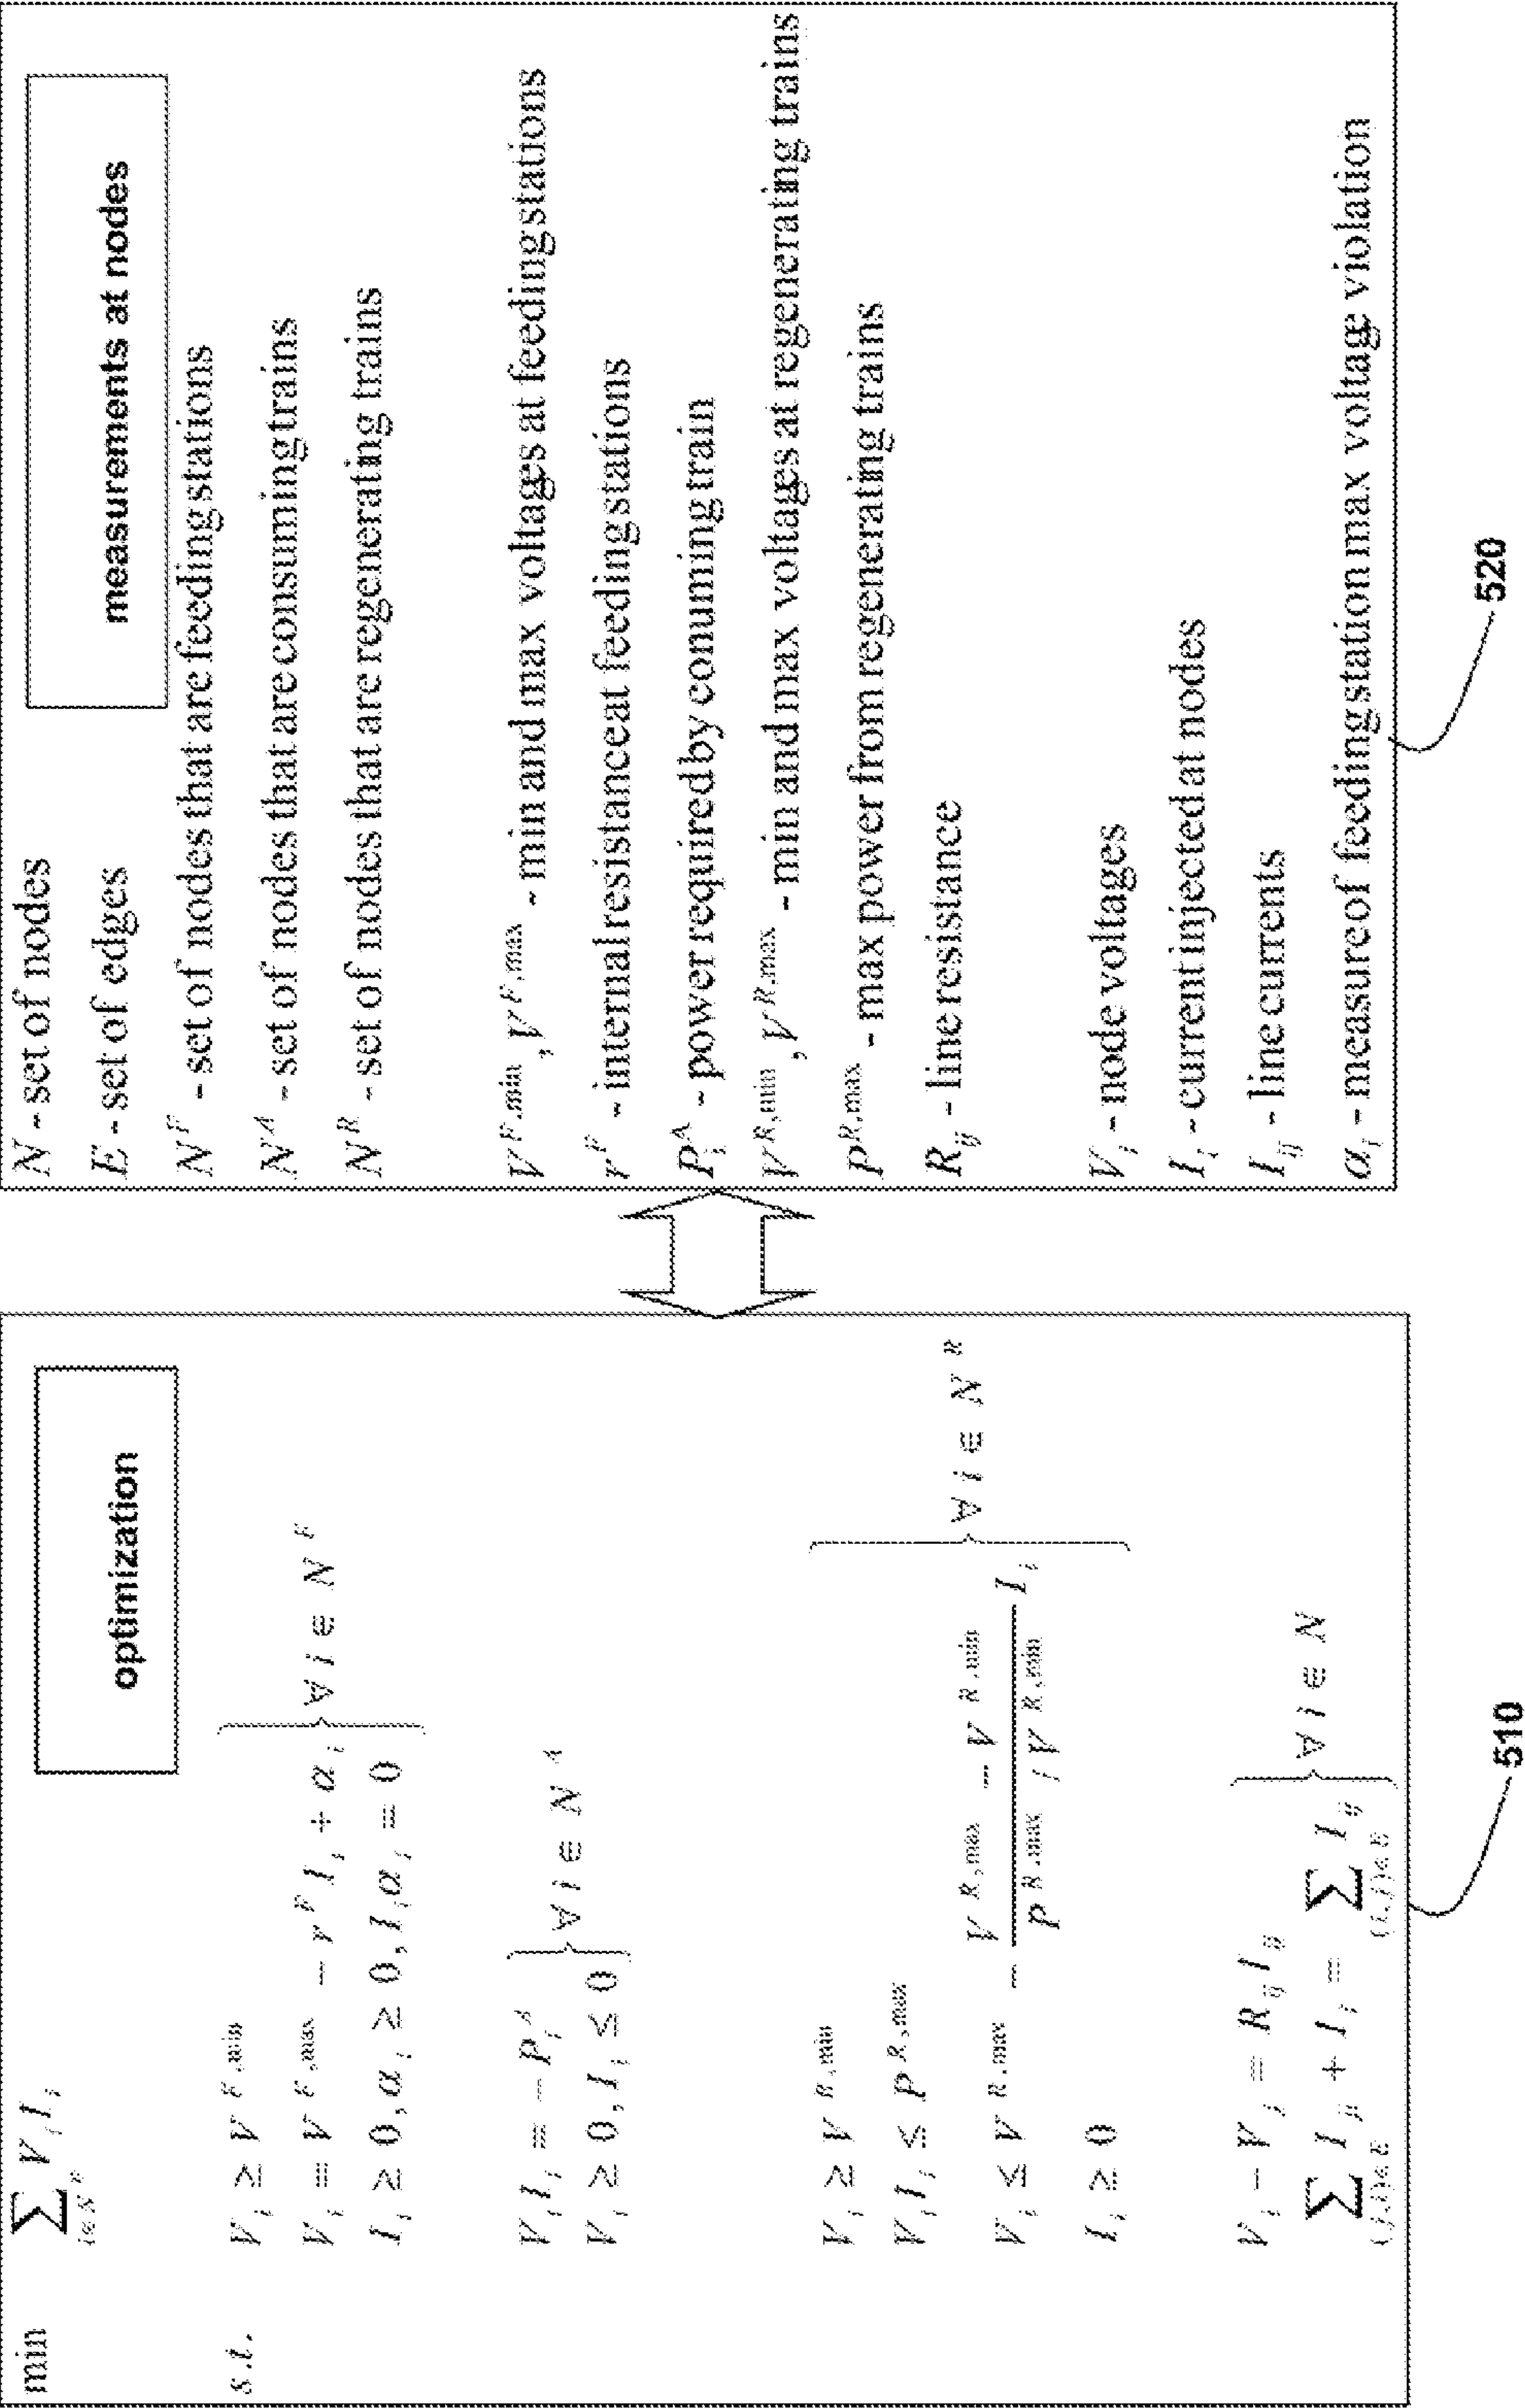 optimization
min ∑_{i∈N^F} V_i I_i
s.t.
V_i ≥ V^{F,min}
V_i = V^{F,max} − r^F I_i + α_i
I_i ≥ 0, α_i ≥ 0, I_i α_i = 0
∀ i ∈ N^F
V_i I_i = −P_i^A
V_i ≥ 0, I_i ≤ 0
∀ i ∈ N^A
V_i ≥ V^{R,min}
V_i I_i ≤ P^{R,max}
V_i ≤ V^{R,max} − \frac{V^{R,max} − V^{R,min}}{P^{R,max} / V^{R,min}} I_i
I_i ≥ 0
∀ i ∈ N^R
V_i − V_j = R_{ij} I_{ij}
∑_{(j,i)∈E} I_{ji} + I_i = ∑_{(i,j)∈E} I_{ij}
∀ i ∈ N
510
measurements at nodes
N - set of nodes
E - set of edges
N^F - set of nodes that are feeding stations
N^A - set of nodes that are consuming trains
N^R - set of nodes that are regenerating trains
V^{F,min}, V^{F,max} - min and max voltages at feeding stations
r^F - internal resistance at feeding stations
P_i^A - power required by conuming train
V^{R,min}, V^{R,max} - min and max voltages at regenerating trains
P^{R,max} - max power from regenerating trains
R_{ij} - line resistance
V_i - node voltages
I_i - current injected at nodes
I_{ij} - line currents
α_i - measure of feeding station max voltage violation
520